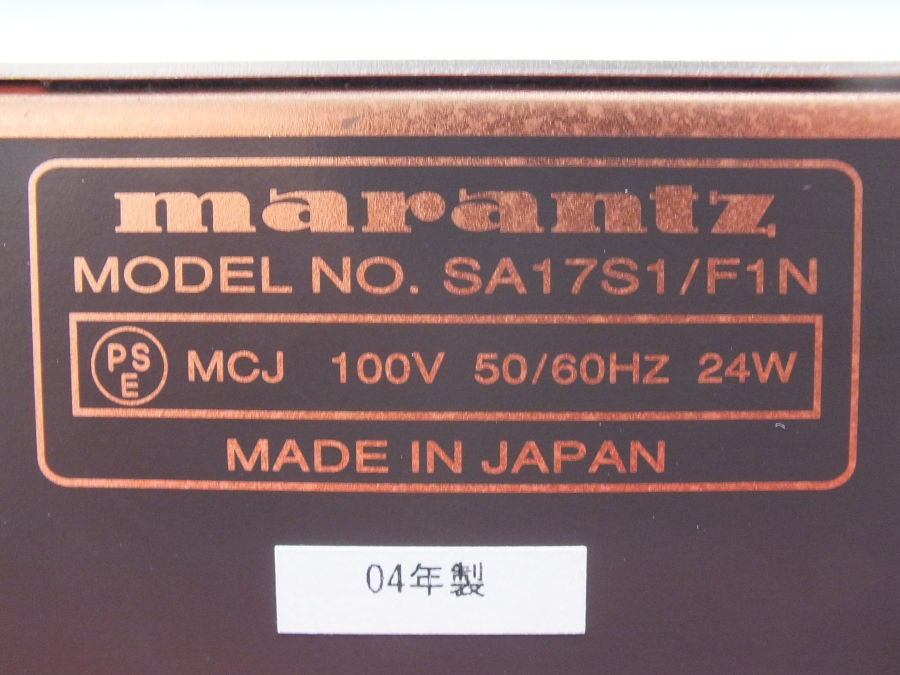 marantz
MODEL NO. SA17S1/F1N
PSE MCJ 100V 50/60HZ 24W
MADE IN JAPAN
04年製